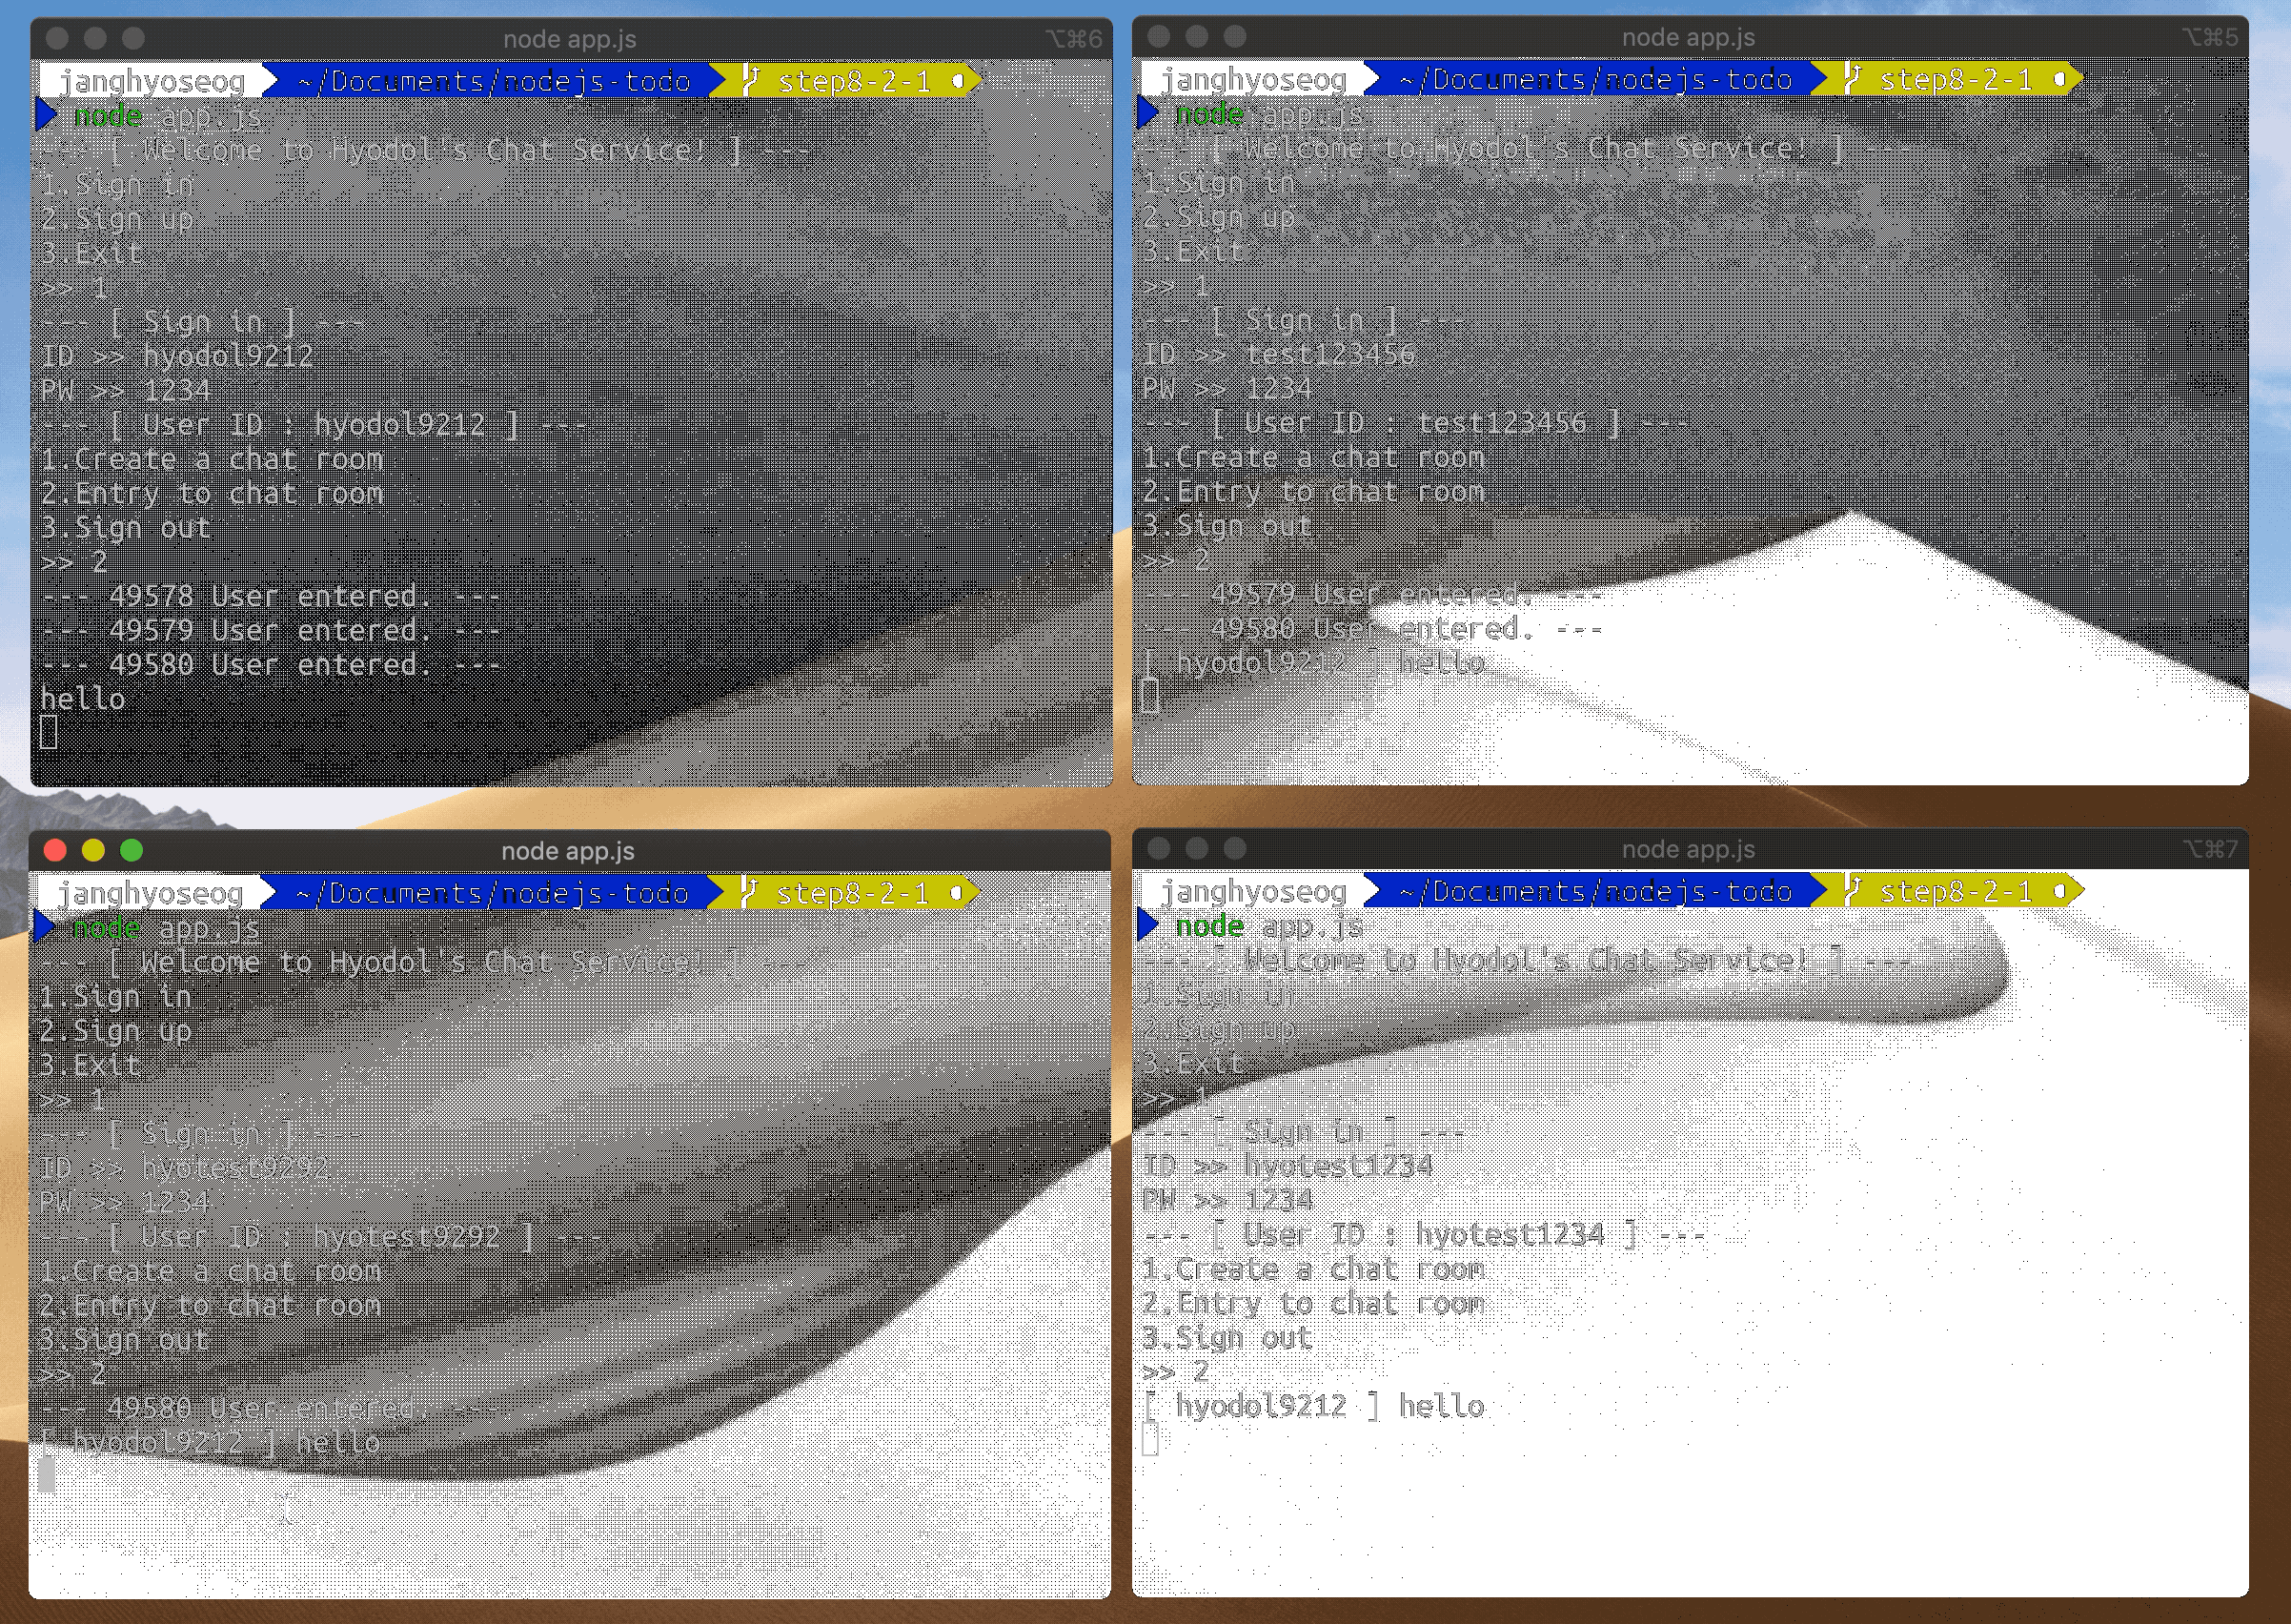 node app.js ⌥⌘6
janghyoseog ~/Documents/nodejs-todo step8-2-1
node app.js
--- [ Welcome to Hyodol's Chat Service! ] ---
1.Sign in
2.Sign up
3.Exit
>> 1
--- [ Sign in ] ---
ID >> hyodol9212
PW >> 1234
--- [ User ID : hyodol9212 ] ---
1.Create a chat room
2.Entry to chat room
3.Sign out
>> 2
--- 49578 User entered. ---
--- 49579 User entered. ---
--- 49580 User entered. ---
hello
node app.js ⌥⌘5
janghyoseog ~/Documents/nodejs-todo step8-2-1
node app.js
--- [ Welcome to Hyodol's Chat Service! ] ---
1.Sign in
2.Sign up
3.Exit
>> 1
--- [ Sign in ] ---
ID >> test123456
PW >> 1234
--- [ User ID : test123456 ] ---
1.Create a chat room
2.Entry to chat room
3.Sign out
>> 2
--- 49579 User entered. ---
--- 49580 User entered. ---
[ hyodol9212 ] hello
node app.js
janghyoseog ~/Documents/nodejs-todo step8-2-1
node app.js
--- [ Welcome to Hyodol's Chat Service! ] ---
1.Sign in
2.Sign up
3.Exit
>> 1
--- [ Sign in ] ---
ID >> hyotest9292
PW >> 1234
--- [ User ID : hyotest9292 ] ---
1.Create a chat room
2.Entry to chat room
3.Sign out
>> 2
--- 49580 User entered. ---
[ hyodol9212 ] hello
node app.js ⌥⌘7
janghyoseog ~/Documents/nodejs-todo step8-2-1
node app.js
--- [ Welcome to Hyodol's Chat Service! ] ---
1.Sign in
2.Sign up
3.Exit
>> 1
--- [ Sign in ] ---
ID >> hyotest1234
PW >> 1234
--- [ User ID : hyotest1234 ] ---
1.Create a chat room
2.Entry to chat room
3.Sign out
>> 2
[ hyodol9212 ] hello